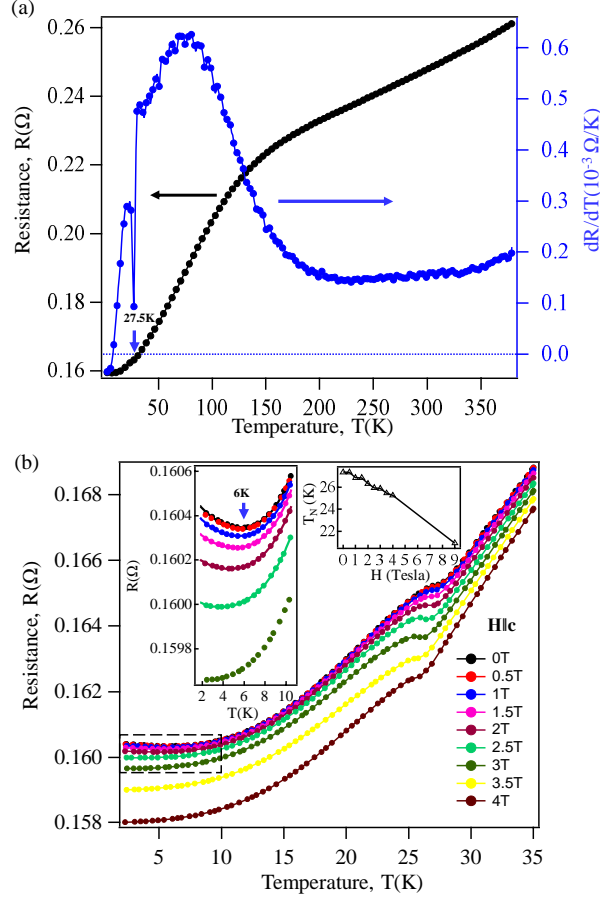 (a)
0.26
0.24
0.22
0.20
0.18
0.16
Resistance, R(Ω)
0.6
0.5
0.4
0.3
0.2
0.1
0.0
dR/dT(10⁻³ Ω/K)
27.5K
50 100 150 200 250 300 350
Temperature, T(K)
(b)
0.168
0.166
0.164
0.162
0.160
0.158
Resistance, R(Ω)
0.1606
0.1604
0.1602
0.1600
0.1598
R(Ω)
6K
2 4 6 8 10
T(K)
26
24
22
T_N (K)
0 1 2 3 4 5 6 7 8 9
H (Tesla)
H||c
0T
0.5T
1T
1.5T
2T
2.5T
3T
3.5T
4T
5 10 15 20 25 30 35
Temperature, T(K)